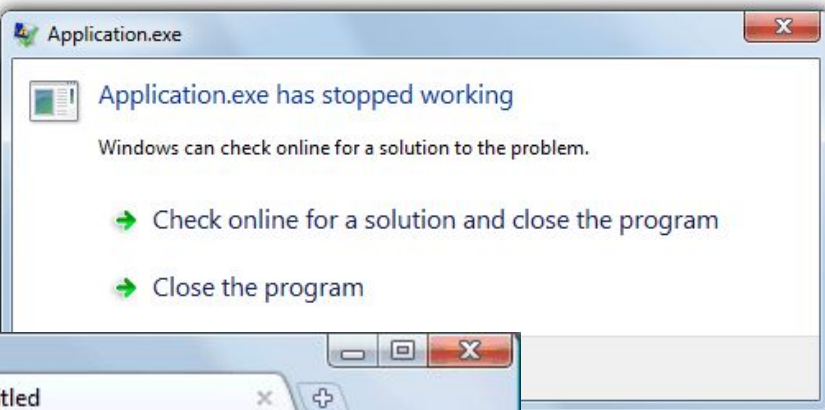 Application.exe
Application.exe has stopped working
Windows can check online for a solution to the problem.
Check online for a solution and close the program
Close the program
tled